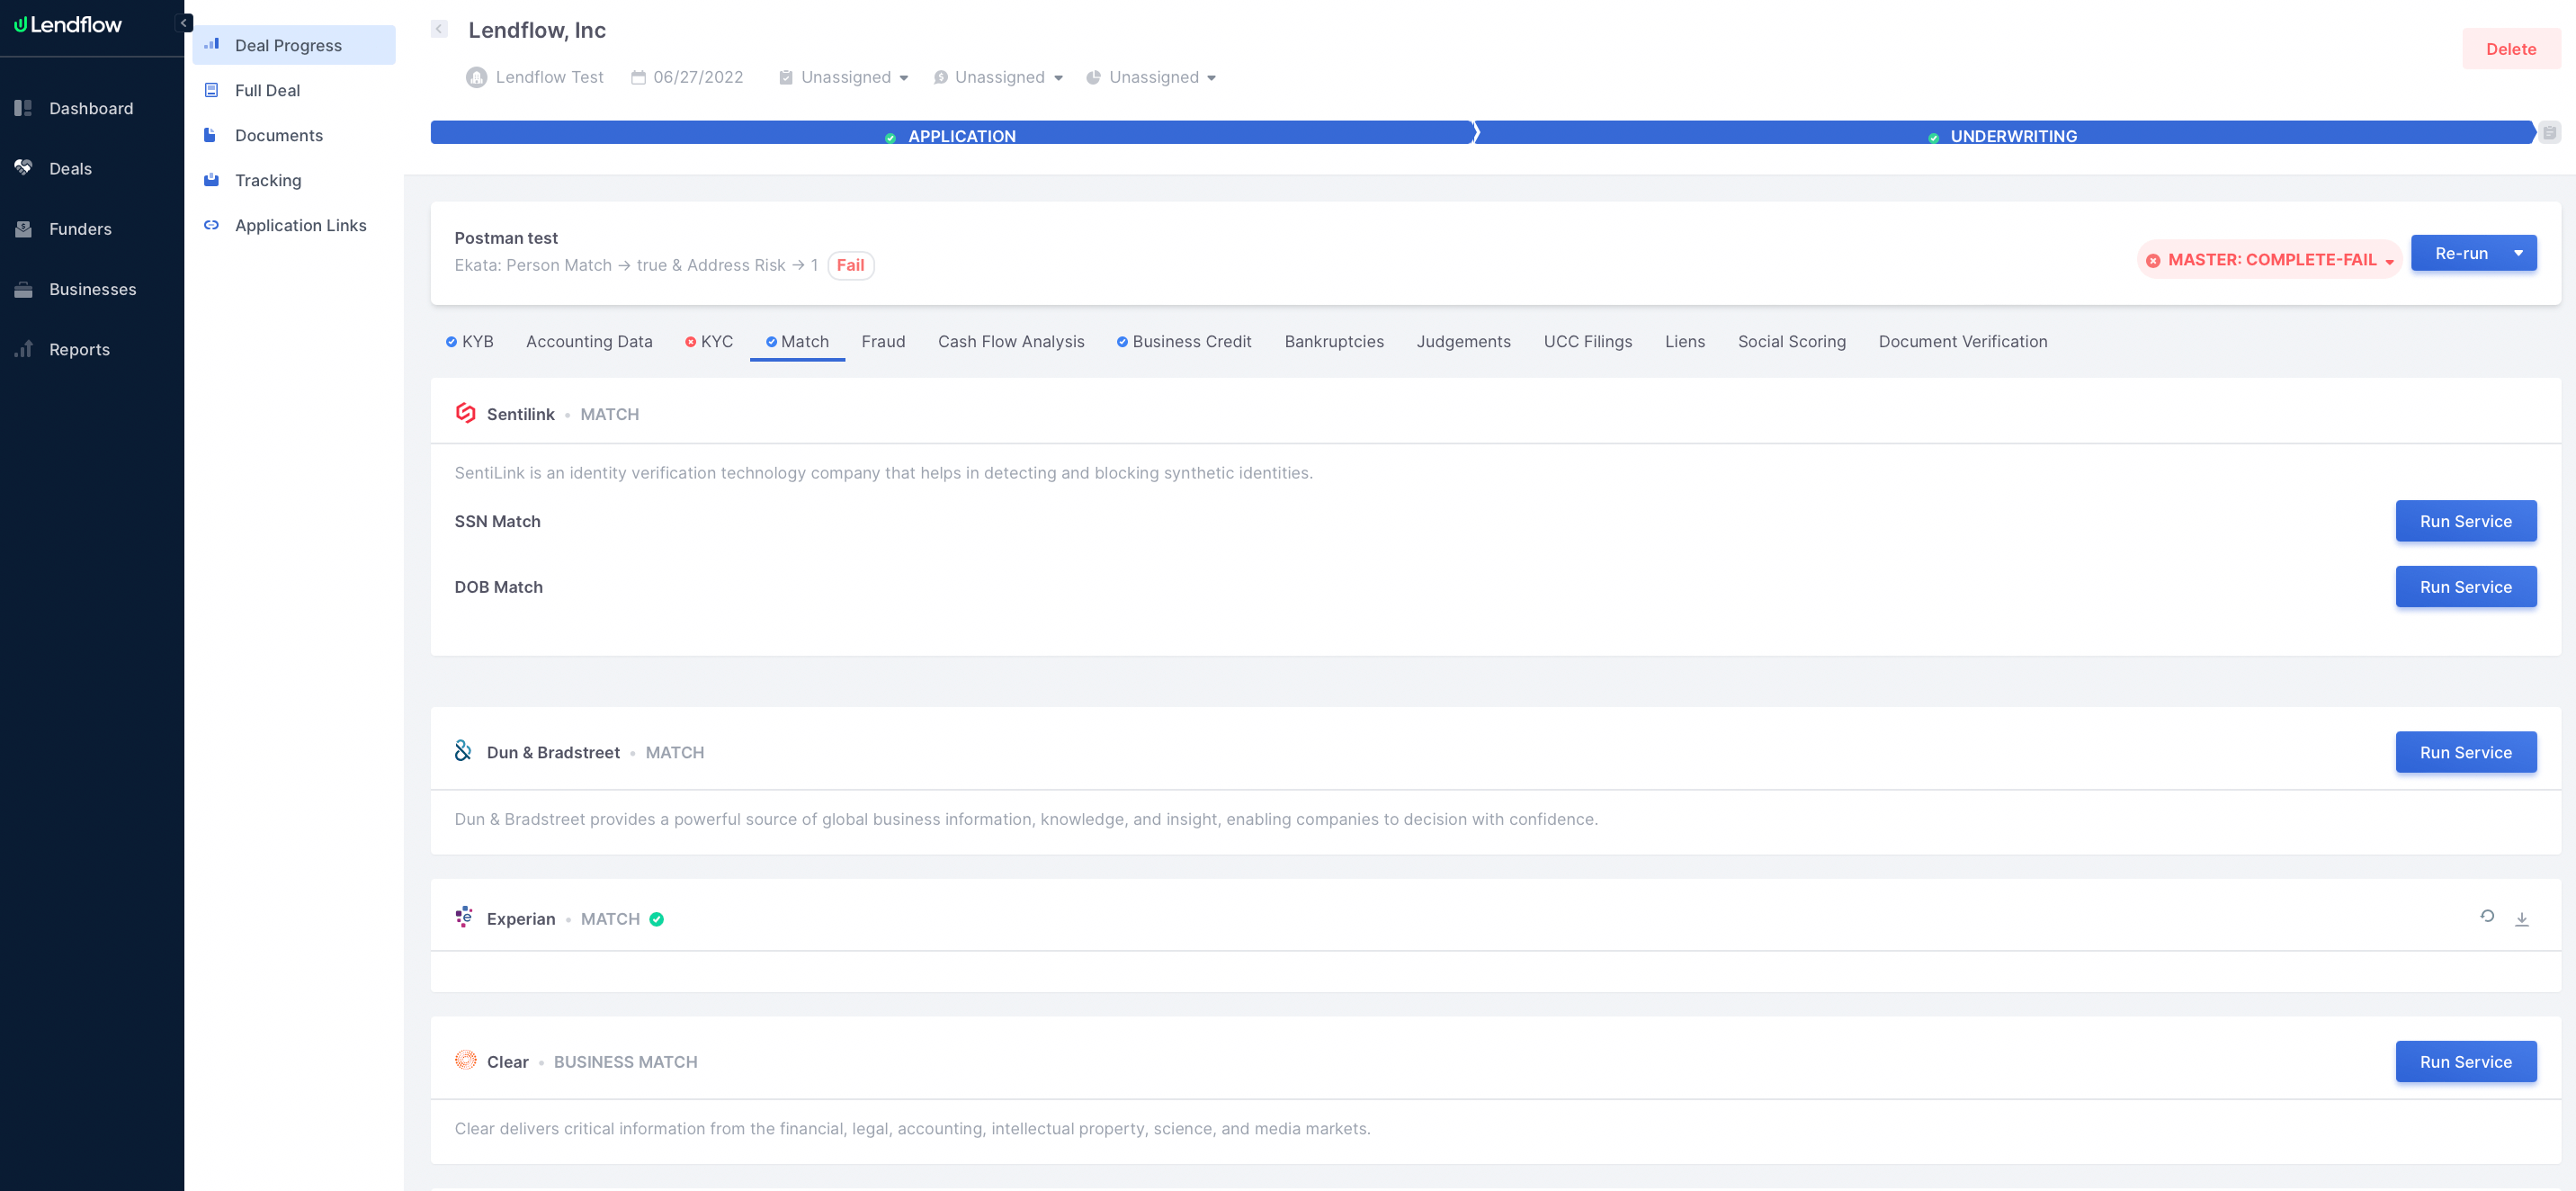 Lendflow
Dashboard
Deals
Funders
Businesses
Reports
Deal Progress
Full Deal
Documents
Tracking
Application Links
Lendflow, Inc
Delete
Lendflow Test 06/27/2022 Unassigned Unassigned Unassigned
APPLICATION UNDERWRITING
Postman test
Ekata: Person Match → true & Address Risk → 1 Fail
MASTER: COMPLETE-FAIL Re-run
KYB Accounting Data KYC Match Fraud Cash Flow Analysis Business Credit Bankruptcies Judgements UCC Filings Liens Social Scoring Document Verification
Sentilink • MATCH
SentiLink is an identity verification technology company that helps in detecting and blocking synthetic identities.
SSN Match Run Service
DOB Match Run Service
Dun & Bradstreet • MATCH Run Service
Dun & Bradstreet provides a powerful source of global business information, knowledge, and insight, enabling companies to decision with confidence.
Experian • MATCH
Clear • BUSINESS MATCH Run Service
Clear delivers critical information from the financial, legal, accounting, intellectual property, science, and media markets.